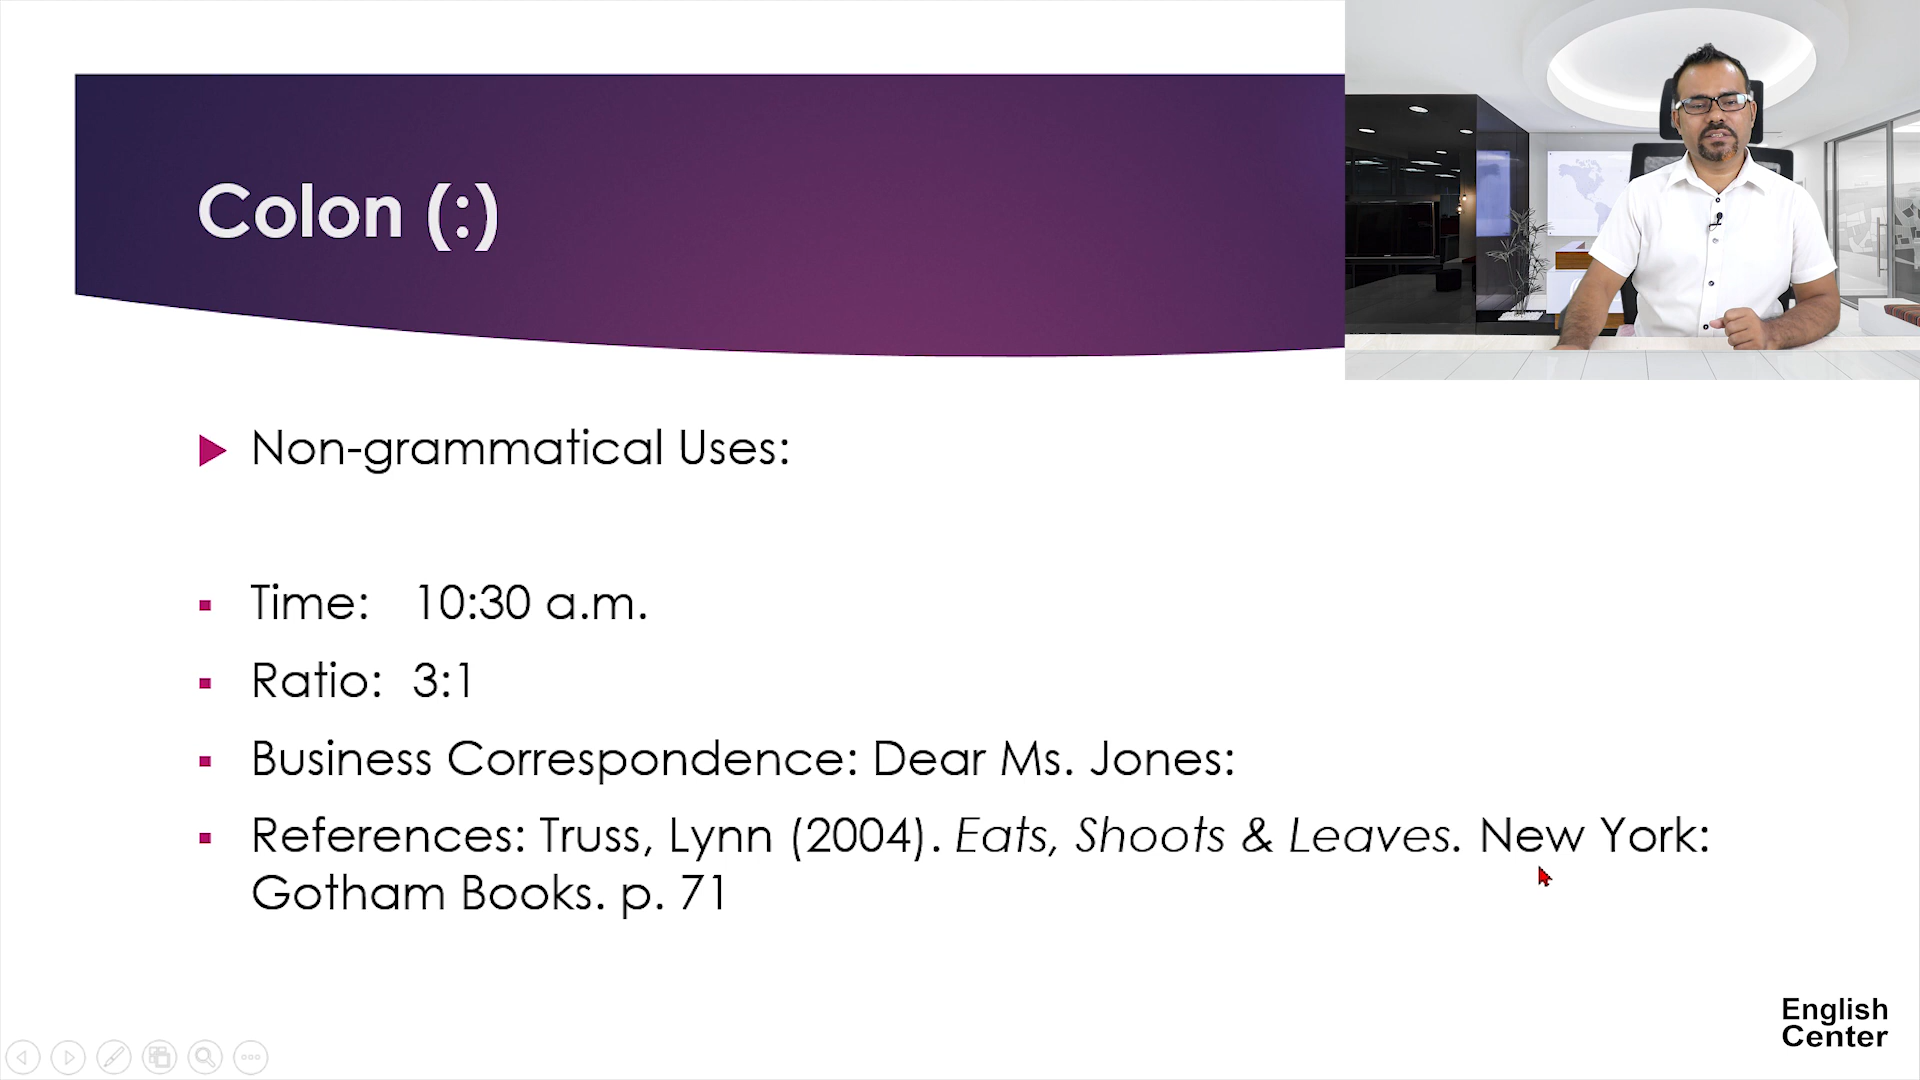 Colon (:)
Non-grammatical Uses:
Time: 10:30 a.m.
Ratio: 3:1
Business Correspondence: Dear Ms. Jones:
References: Truss, Lynn (2004). Eats, Shoots & Leaves. New York:
Gotham Books. p. 71
English
Center